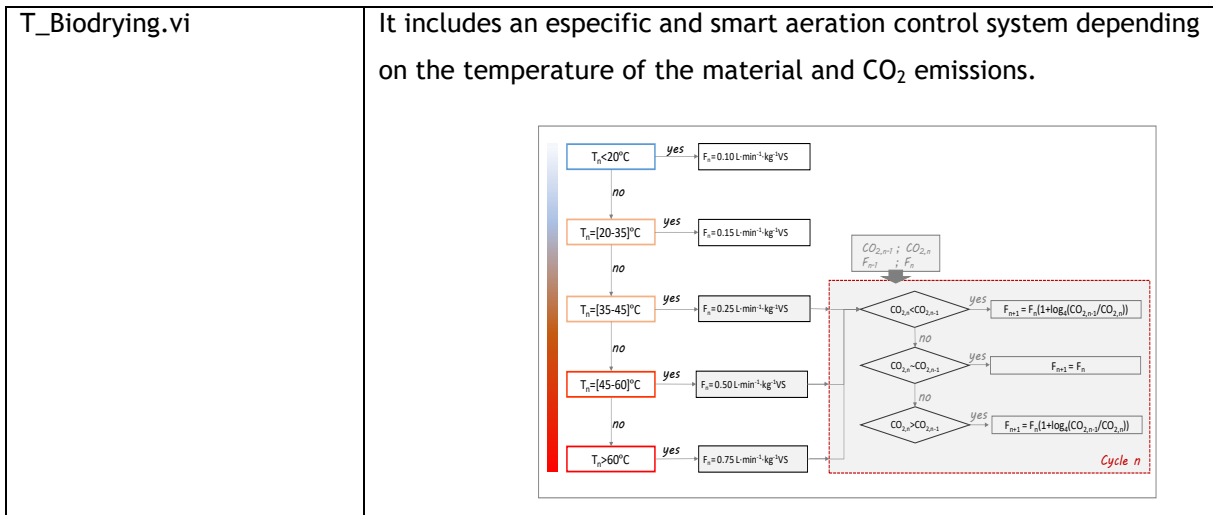 T_Biodrying.vi
It includes an especific and smart aeration control system depending
on the temperature of the material and CO₂ emissions.
Tₙ<20ºC
yes
Fₙ= 0.10 L·min⁻¹·kg⁻¹VS
no
Tₙ=[20-35]ºC
yes
Fₙ= 0.15 L·min⁻¹·kg⁻¹VS
no
Tₙ=[35-45]ºC
yes
Fₙ= 0.25 L·min⁻¹·kg⁻¹VS
no
Tₙ=[45-60]ºC
yes
Fₙ= 0.50 L·min⁻¹·kg⁻¹VS
no
Tₙ>60ºC
yes
Fₙ= 0.75 L·min⁻¹·kg⁻¹VS
CO₂,ₙ₋₁ ; CO₂,ₙ
Fₙ₋₁ ; Fₙ
CO₂,ₙ<CO₂,ₙ₋₁
yes
Fₙ₊₁ = Fₙ(1+log₄(CO₂,ₙ₋₁/CO₂,ₙ))
no
CO₂,ₙ~CO₂,ₙ₋₁
yes
Fₙ₊₁ = Fₙ
no
CO₂,ₙ>CO₂,ₙ₋₁
yes
Fₙ₊₁ = Fₙ(1+log₄(CO₂,ₙ₋₁/CO₂,ₙ))
Cycle n